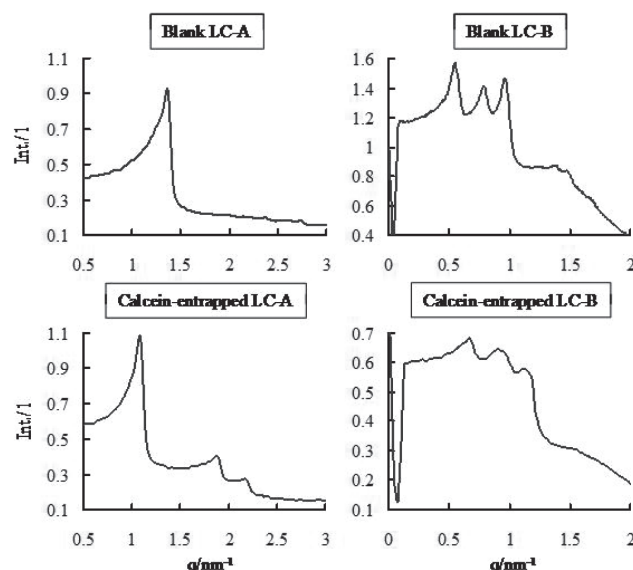 Blank LC-A
Blank LC-B
1.1
0.9
0.7
0.5
0.3
0.1
Int./1
0.5 1 1.5 2 2.5 3
1.6
1.4
1.2
1
0.8
0.6
0.4
0 0.5 1 1.5 2
Calcein-entrapped LC-A
Calcein-entrapped LC-B
1.1
0.9
0.7
0.5
0.3
0.1
Int./1
0.5 1 1.5 2 2.5 3
q/nm⁻¹
0.7
0.6
0.5
0.4
0.3
0.2
0.1
0 0.5 1 1.5 2
q/nm⁻¹